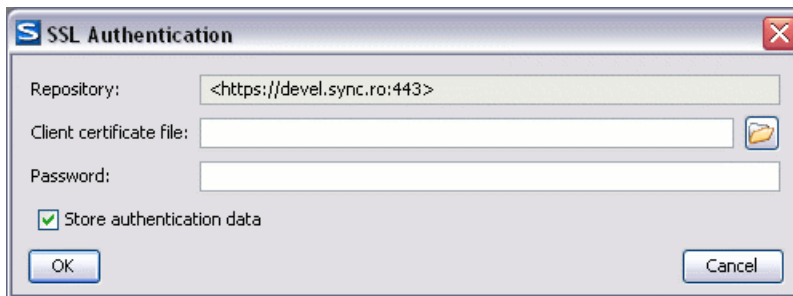 S SSL Authentication
Repository: <https://devel.sync.ro:443>
Client certificate file:
Password:
Store authentication data
OK Cancel